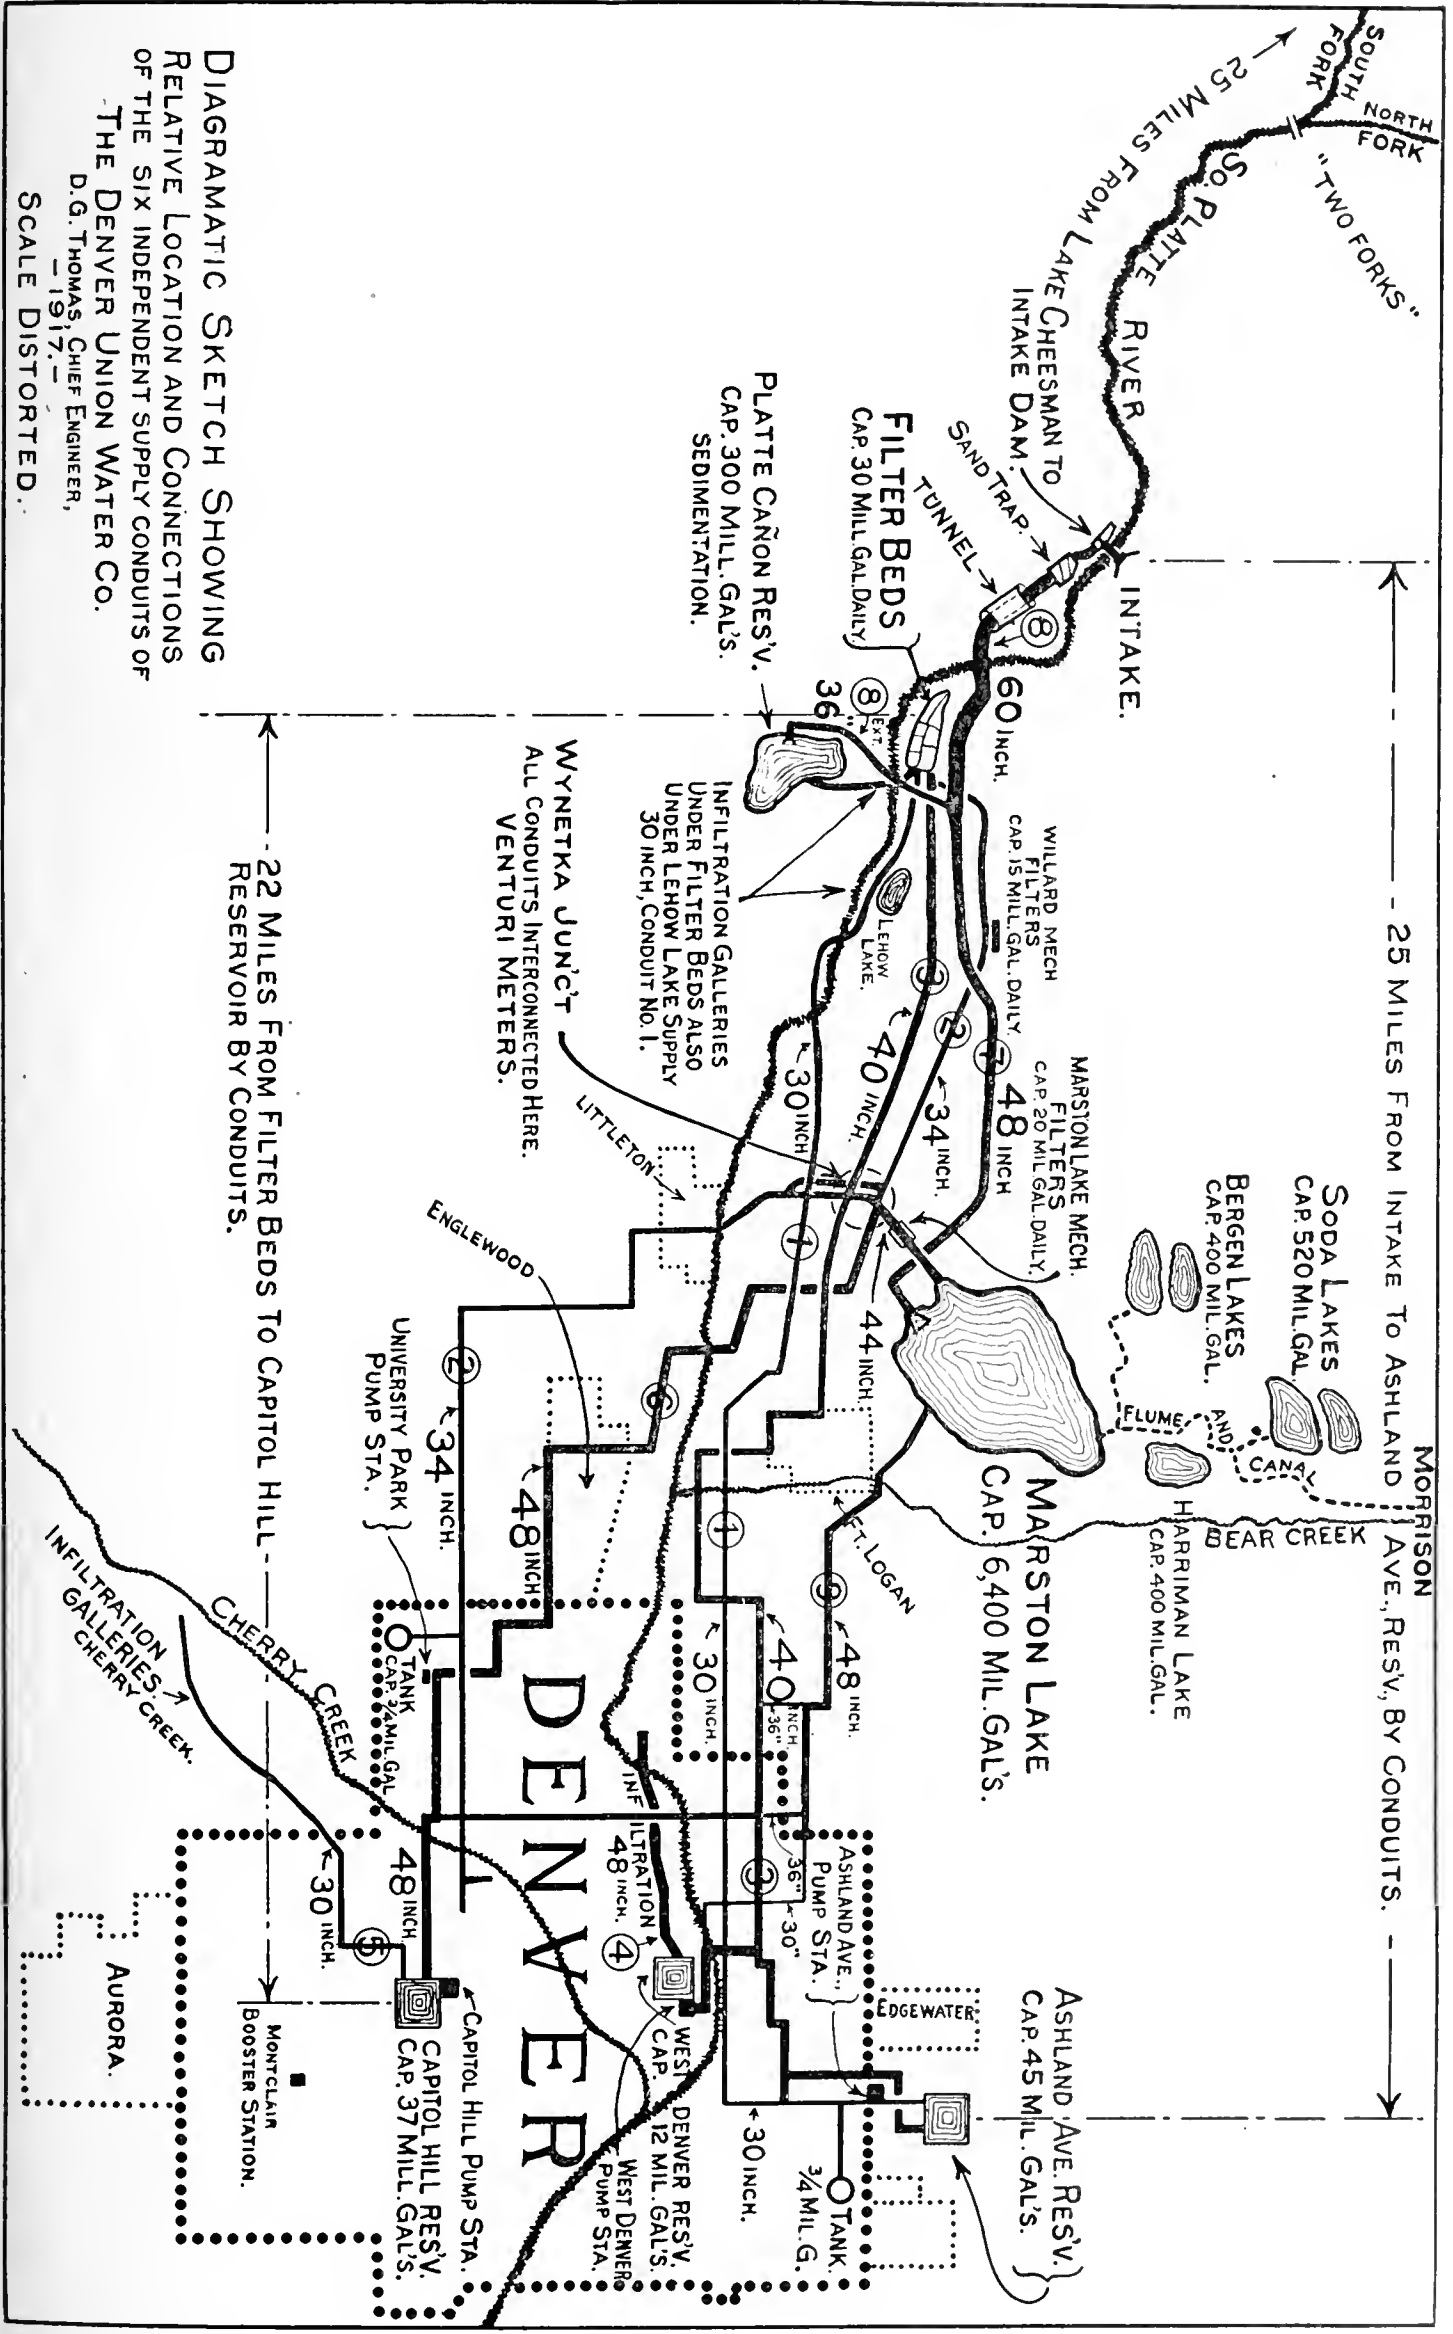 SOUTH
FORK
NORTH
FORK
"TWO FORKS"
25 MILES FROM LAKE CHEESMAN TO
INTAKE DAM.
SO. PLATTE RIVER
INTAKE.
SAND TRAP.
TUNNEL
8
60 INCH.
25 MILES FROM INTAKE TO ASHLAND AVE., RES'V., BY CONDUITS.
FILTER BEDS
CAP. 30 MILL. GAL. DAILY.
PLATTE CAÑON RES'V.
CAP. 300 MILL. GAL'S.
SEDIMENTATION.
8
EXT.
36"
WILLARD MECH
FILTERS
CAP. 15 MILL. GAL. DAILY.
MARSTON LAKE MECH.
FILTERS
CAP. 20 MIL. GAL. DAILY.
SODA LAKES
CAP. 520 MIL. GAL.
BERGEN LAKES
CAP. 400 MIL. GAL.
FLUME AND CANAL
MORRISON
BEAR CREEK
HARRIMAN LAKE
CAP. 400 MIL. GAL.
MARSTON LAKE
CAP. 6,400 MIL. GAL'S.
LEHOW
LAKE.
3
2
7
40 INCH.
34 INCH.
48 INCH
30 INCH
INFILTRATION GALLERIES
UNDER FILTER BEDS ALSO
UNDER LEHOW LAKE SUPPLY
30 INCH, CONDUIT No. 1.
WYNETKA JUN'C'T
ALL CONDUITS INTERCONNECTED HERE.
VENTURI METERS.
LITTLETON
ENGLEWOOD
1
44 INCH.
FT. LOGAN
6
2
34 INCH.
48 INCH
1
9
48 INCH.
40 INCH.
36"
30 INCH.
UNIVERSITY PARK
PUMP STA.
TANK
CAP. 3/4 MIL. GAL
CHERRY CREEK
INFILTRATION
GALLERIES.
CHERRY CREEK.
DENVER
INFILTRATION
48 INCH.
4
3
36"
30"
ASHLAND AVE.,
PUMP STA.
EDGEWATER
ASHLAND AVE. RES'V.
CAP. 45 MIL. GAL'S.
TANK.
3/4 MIL. G.
30 INCH.
WEST DENVER RES'V.
CAP. 12 MIL. GAL'S.
WEST DENVER
PUMP STA.
48 INCH.
5
30 INCH.
CAPITOL HILL PUMP STA.
CAPITOL HILL RES'V.
CAP. 37 MILL. GAL'S.
MONTCLAIR
BOOSTER STATION.
AURORA.
22 MILES FROM FILTER BEDS TO CAPITOL HILL
RESERVOIR BY CONDUITS.
DIAGRAMATIC SKETCH SHOWING
RELATIVE LOCATION AND CONNECTIONS
OF THE SIX INDEPENDENT SUPPLY CONDUITS OF
THE DENVER UNION WATER CO.
D.G. THOMAS, CHIEF ENGINEER,
—1917.—
SCALE DISTORTED.